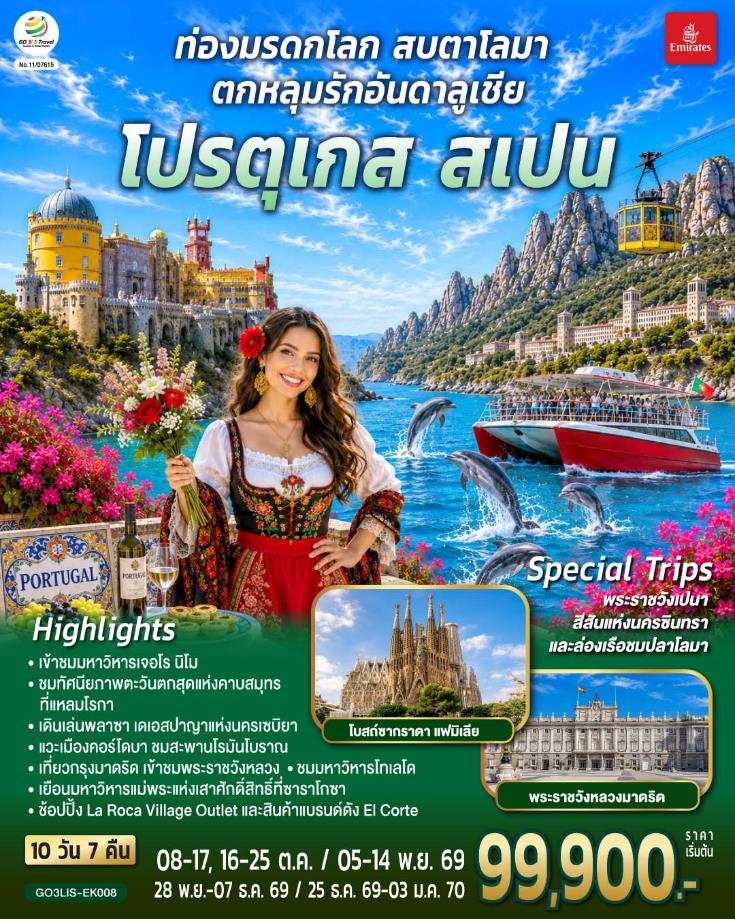 GO 365 Travel
No.11/07615
Emirates
ท่องมรดกโลก สบตาโลมา
ตกหลุมรักอันดาลูเซีย
โปรตุเกส สเปน
PORTUGAL
PORTUGAL
Special Trips
พระราชวังเปนา
สีสันแห่งนครซินทรา
และล่องเรือชมปลาโลมา
Highlights
• เข้าชมมหาวิหารเจอโร นิโม
• ชมทัศนียภาพตะวันตกสุดแห่งคาบสมุทร
ที่แหลมโรกา
• เดินเล่นพลาซา เดเอสปาญาแห่งนครเซบิยา
• แวะเมืองคอร์โดบา ชมสะพานโรมันโบราณ
• เที่ยวกรุงมาดริด เข้าชมพระราชวังหลวง • ชมมหาวิหารโทเลโด
• เยือนมหาวิหารแม่พระแห่งเสาศักดิ์สิทธิ์ที่ซาราโกซา
• ช้อปปิ้ง La Roca Village Outlet และสินค้าแบรนด์ดัง El Corte
โบสถ์ซากราดา แฟมิเลีย
พระราชวังหลวงมาดริด
10 วัน 7 คืน
GO3LIS-EK008
08-17, 16-25 ต.ค. / 05-14 พ.ย. 69
28 พ.ย.-07 ธ.ค. 69 / 25 ธ.ค. 69-03 ม.ค. 70
99,900.-
ราคา
เริ่มต้น